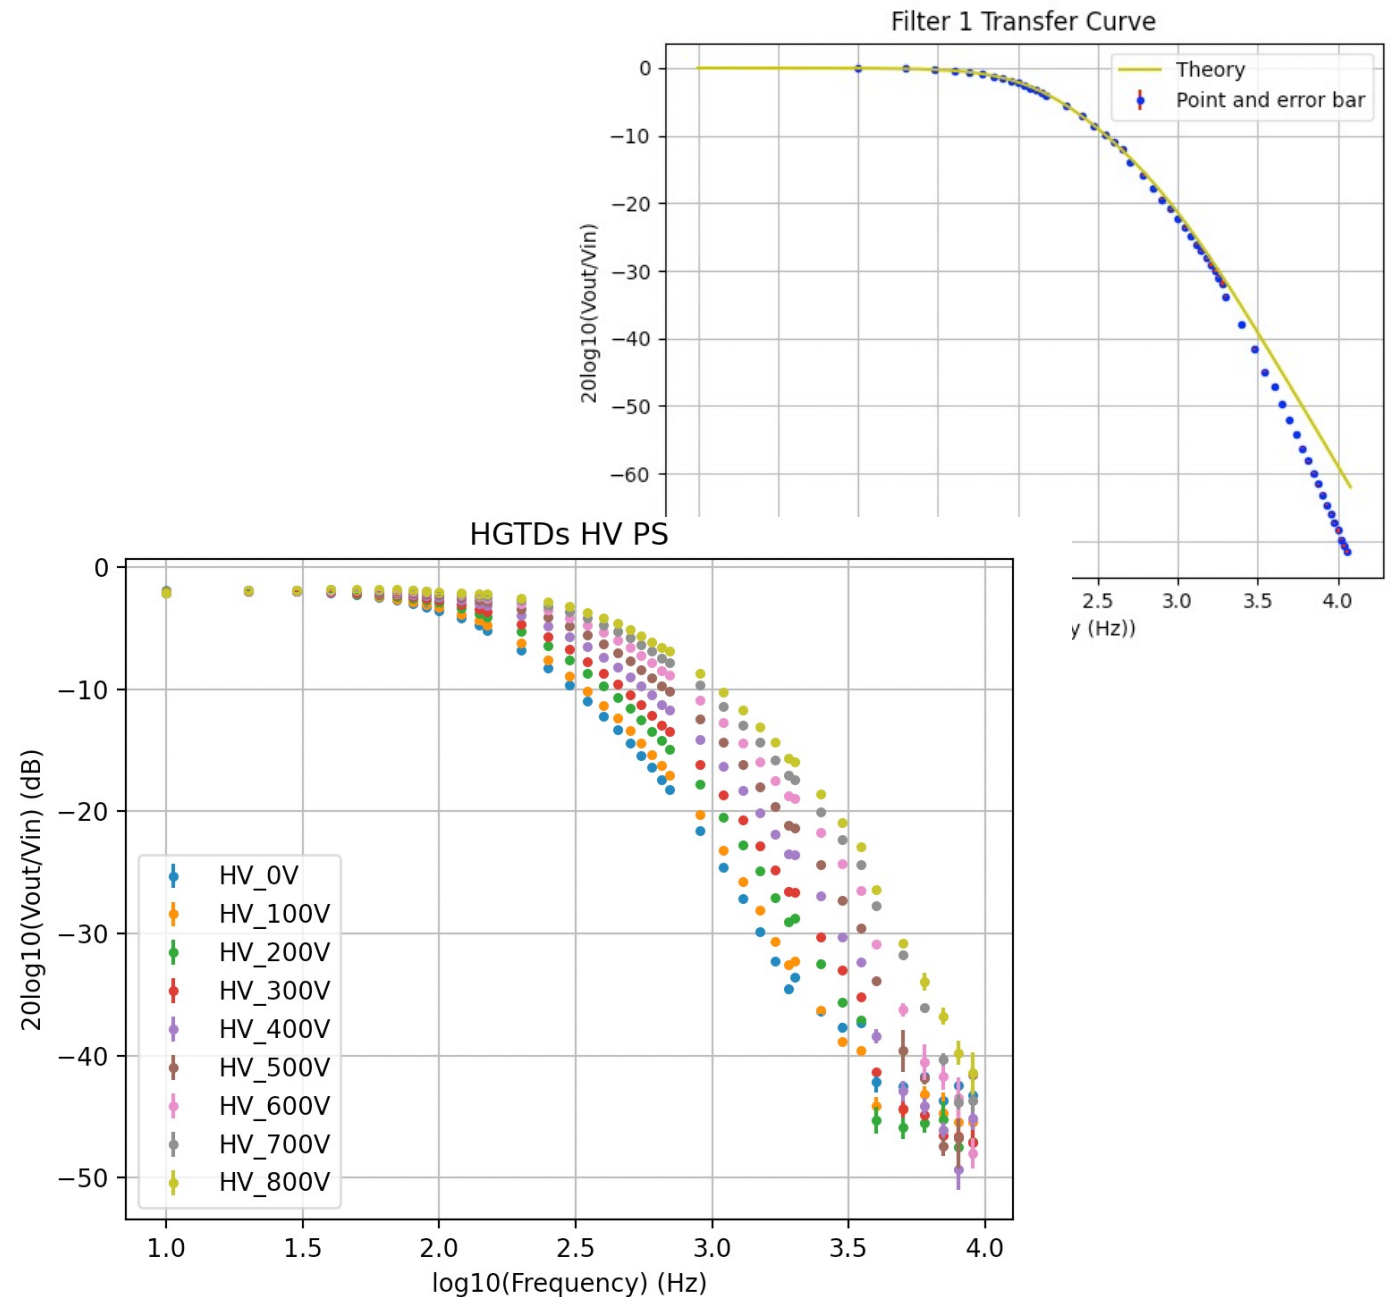 Filter 1 Transfer Curve
Theory
Point and error bar
20log10(Vout/Vin)
0
−10
−20
−30
−40
−50
−60
2.5 3.0 3.5 4.0
y (Hz))
HGTDs HV PS
20log10(Vout/Vin) (dB)
0
−10
−20
−30
−40
−50
HV_0V
HV_100V
HV_200V
HV_300V
HV_400V
HV_500V
HV_600V
HV_700V
HV_800V
1.0 1.5 2.0 2.5 3.0 3.5 4.0
log10(Frequency) (Hz)